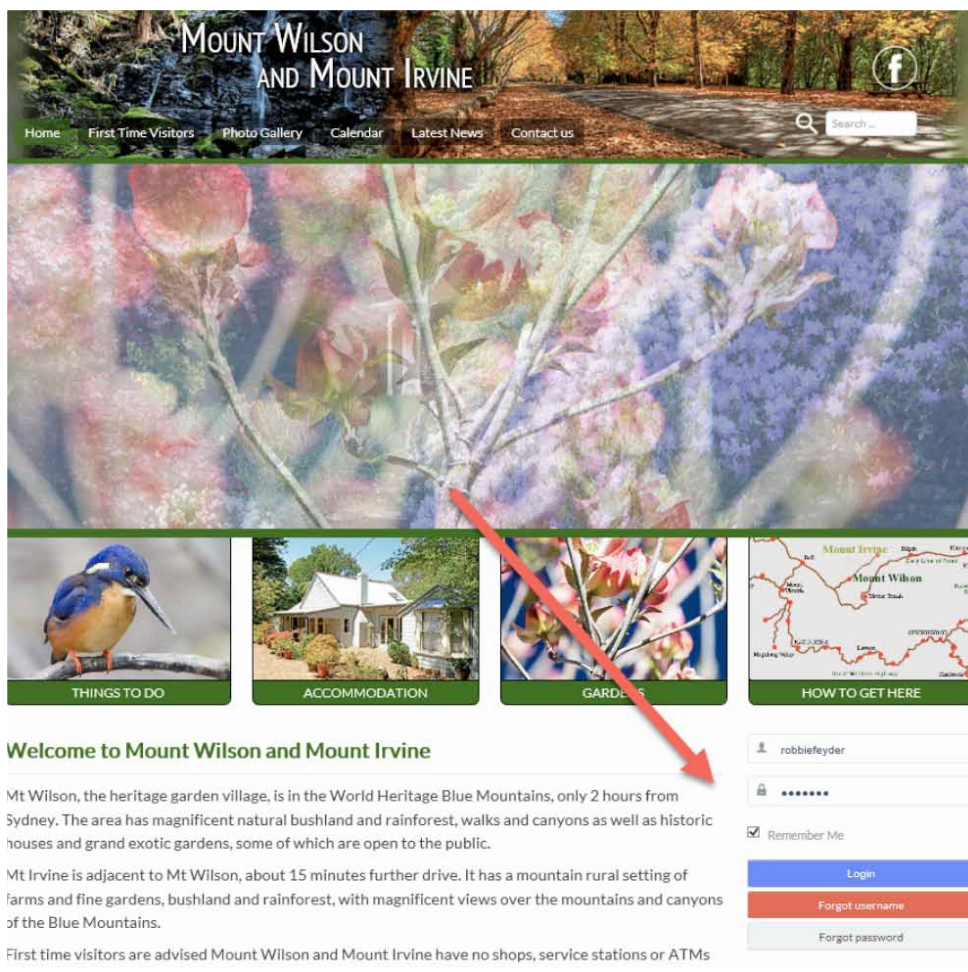 MOUNT WILSON
AND MOUNT IRVINE
f
Home First Time Visitors Photo Gallery Calendar Latest News Contact us
Search ...
Mount Irvine
Bilpin
Bell
Mount Wilson
THINGS TO DO
ACCOMMODATION
GARDENS
HOW TO GET HERE
Welcome to Mount Wilson and Mount Irvine
Mt Wilson, the heritage garden village, is in the World Heritage Blue Mountains, only 2 hours from
Sydney. The area has magnificent natural bushland and rainforest, walks and canyons as well as historic
houses and grand exotic gardens, some of which are open to the public.
Mt Irvine is adjacent to Mt Wilson, about 15 minutes further drive. It has a mountain rural setting of
farms and fine gardens, bushland and rainforest, with magnificent views over the mountains and canyons
of the Blue Mountains.
First time visitors are advised Mount Wilson and Mount Irvine have no shops, service stations or ATMs
robbiefeyder
•••••••
Remember Me
Login
Forgot username
Forgot password